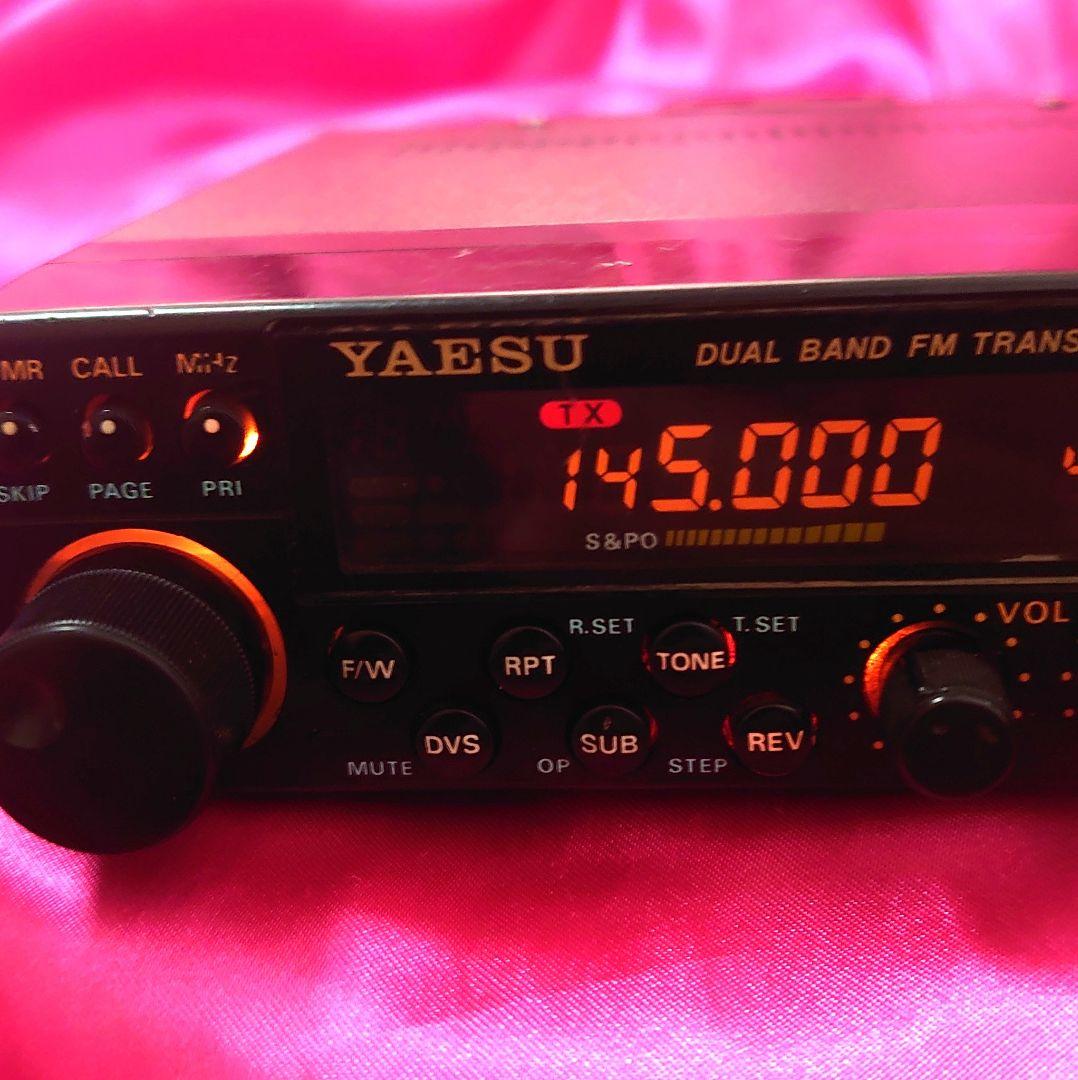 YAESU DUAL BAND FM TRANS
MR CALL MHz
TX
145.000
S&PO
SKIP PAGE PRI
R.SET T.SET VOL
F/W RPT TONE
DVS SUB REV
MUTE OP STEP